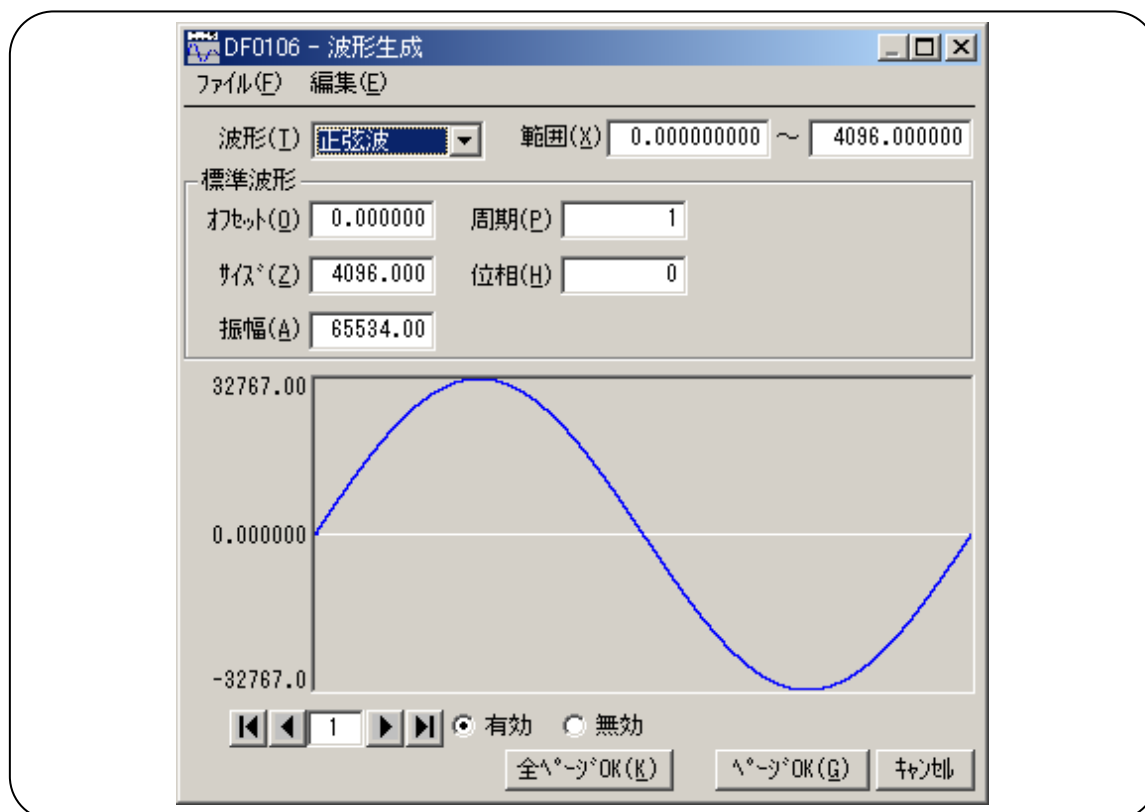 DF0106 - 波形生成
ファイル(F) 編集(E)
波形(T) 正弦波 範囲(X) 0.000000000 ～ 4096.000000
標準波形
オフセット(O) 0.000000 周期(P) 1
サイズ(Z) 4096.000 位相(H) 0
振幅(A) 65534.00
32767.00
0.000000
-32767.0
1 有効 無効
全ページOK(K) ページOK(G) キャンセル